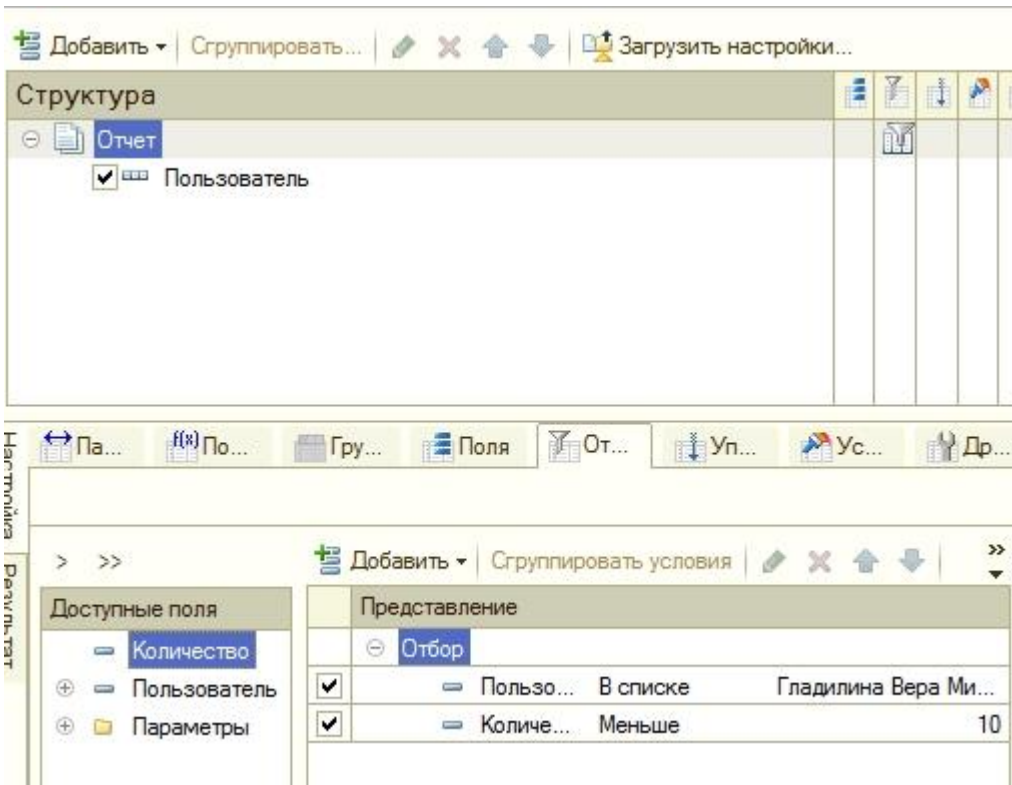 Добавить Сгруппировать... Загрузить настройки...
Структура
Отчет
Пользователь
Настройка
Па... f(x) По... Гру... Поля От... Уп... Ус... Др...
Результат
> >> Добавить Сгруппировать условия »
Доступные поля Представление
Количество Отбор
Пользователь Пользо... В списке Гладилина Вера Ми...
Параметры Количе... Меньше 10